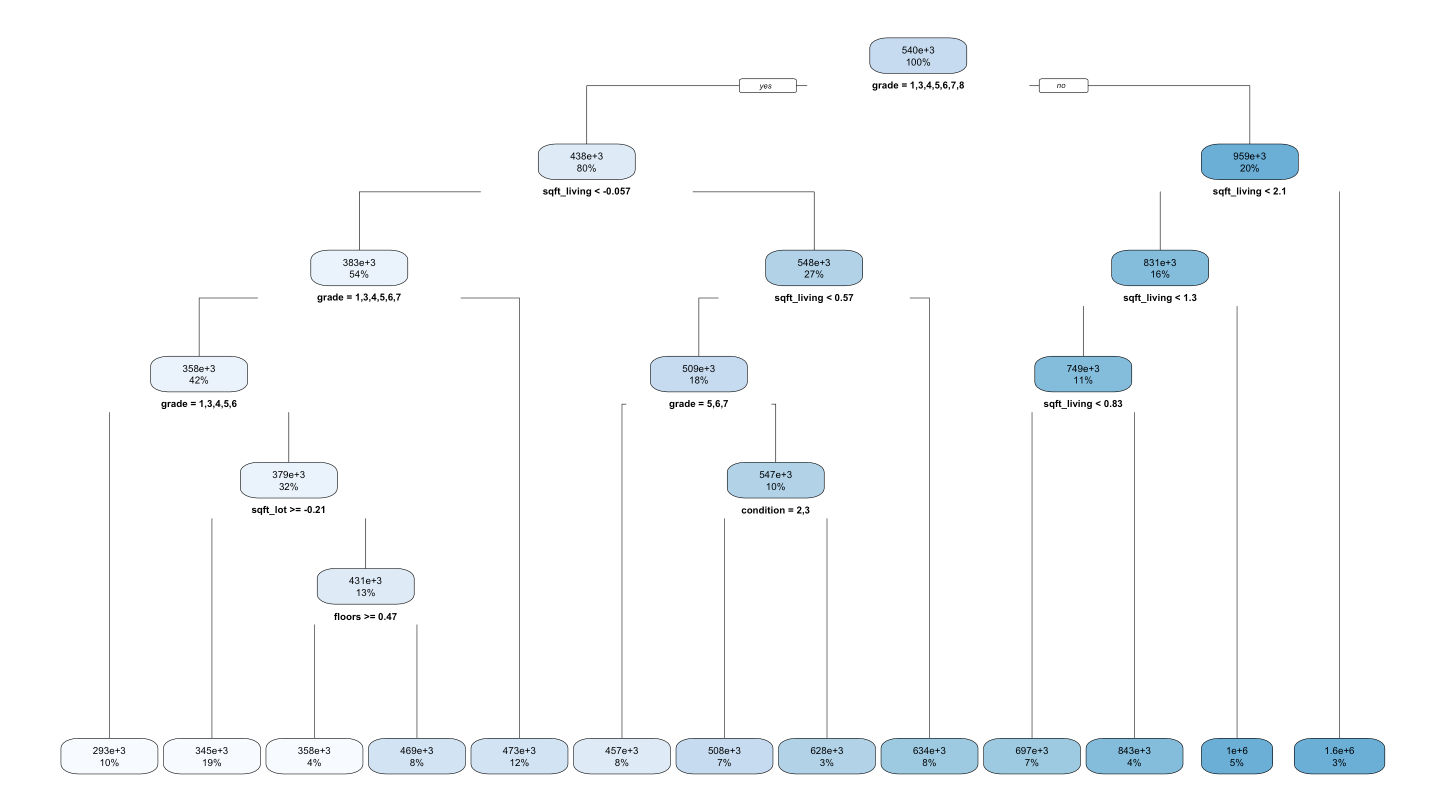 540e+3
100%
yes
grade = 1,3,4,5,6,7,8
no
438e+3
80%
sqft_living < -0.057
959e+3
20%
sqft_living < 2.1
383e+3
54%
grade = 1,3,4,5,6,7
548e+3
27%
sqft_living < 0.57
831e+3
16%
sqft_living < 1.3
358e+3
42%
grade = 1,3,4,5,6
509e+3
18%
grade = 5,6,7
749e+3
11%
sqft_living < 0.83
379e+3
32%
sqft_lot >= -0.21
547e+3
10%
condition = 2,3
431e+3
13%
floors >= 0.47
293e+3
10%
345e+3
19%
358e+3
4%
469e+3
8%
473e+3
12%
457e+3
8%
508e+3
7%
628e+3
3%
634e+3
8%
697e+3
7%
843e+3
4%
1e+6
5%
1.6e+6
3%